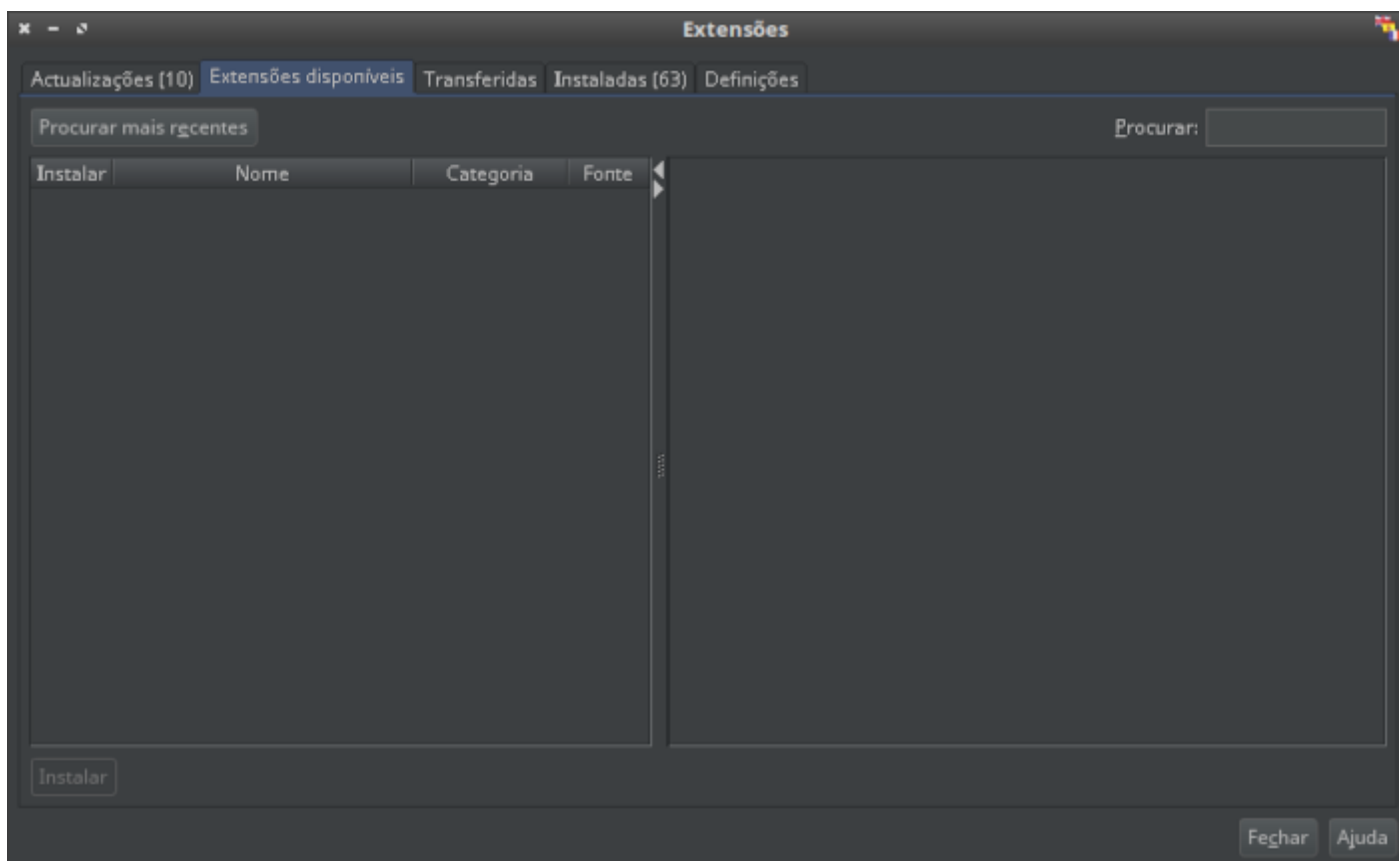 Extensões
Actualizações (10) Extensões disponíveis Transferidas Instaladas (63) Definições
Procurar mais recentes Procurar:
Instalar Nome Categoria Fonte
Instalar
Fechar Ajuda